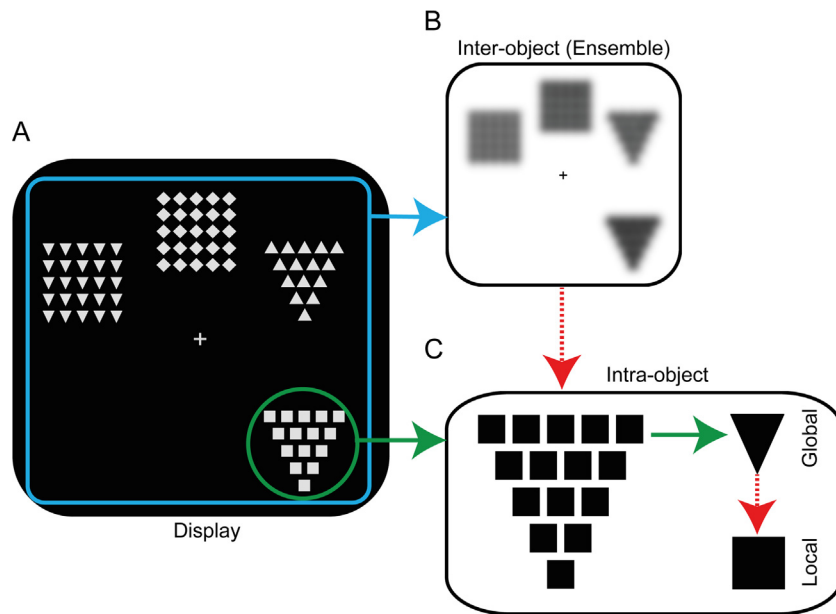 A
Display
B
Inter-object (Ensemble)
C
Intra-object
Global
Local